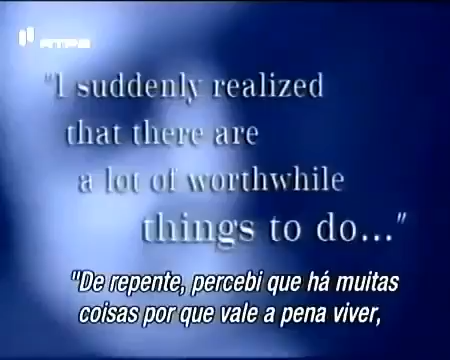 "I suddenly realized
that there are
a lot of worthwhile
things to do..."
"De repente, percebi que há muitas
coisas por que vale a pena viver,